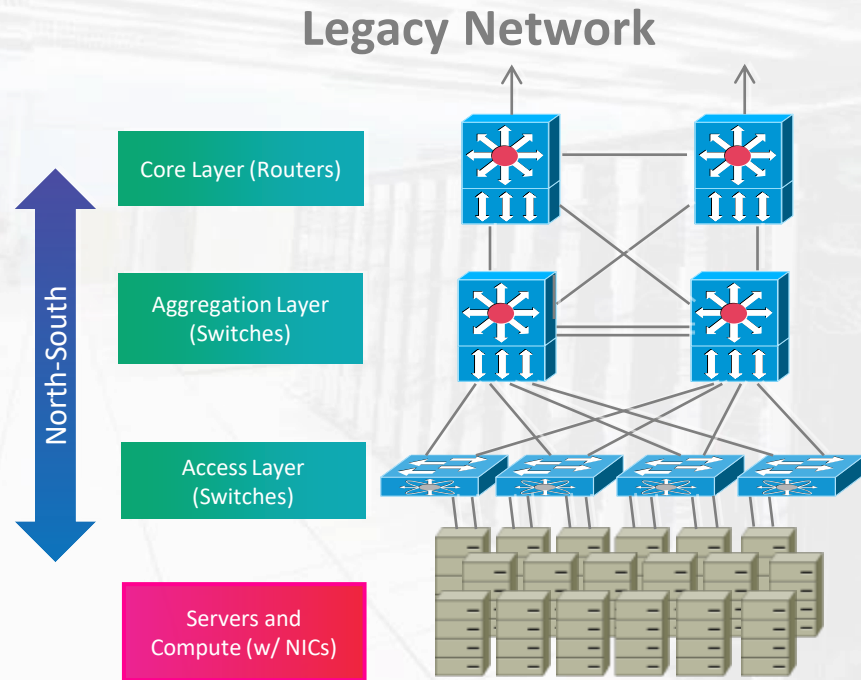 Legacy Network
North-South
Core Layer (Routers)
Aggregation Layer
(Switches)
Access Layer
(Switches)
Servers and
Compute (w/ NICs)